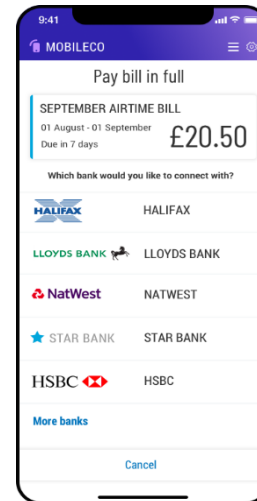 9:41
MOBILECO
Pay bill in full
SEPTEMBER AIRTIME BILL
01 August - 01 September
Due in 7 days
£20.50
Which bank would you like to connect with?
HALIFAX HALIFAX
LLOYDS BANK LLOYDS BANK
NatWest NATWEST
STAR BANK STAR BANK
HSBC HSBC
More banks
Cancel